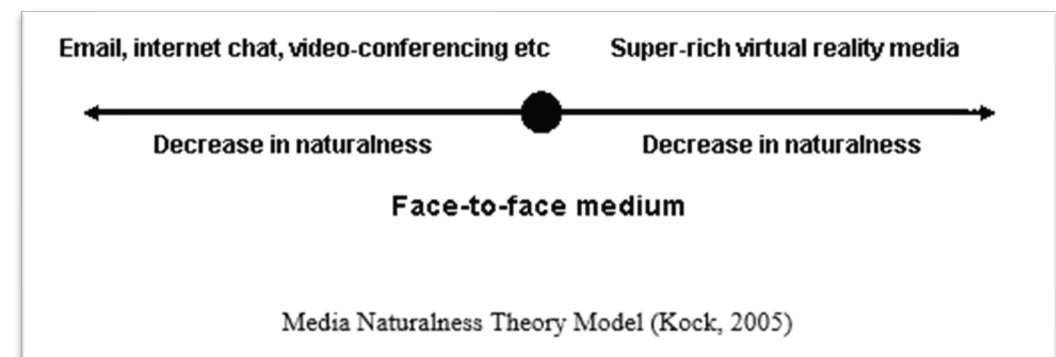 Email, internet chat, video-conferencing etc
Super-rich virtual reality media
Decrease in naturalness
Decrease in naturalness
Face-to-face medium
Media Naturalness Theory Model (Kock, 2005)